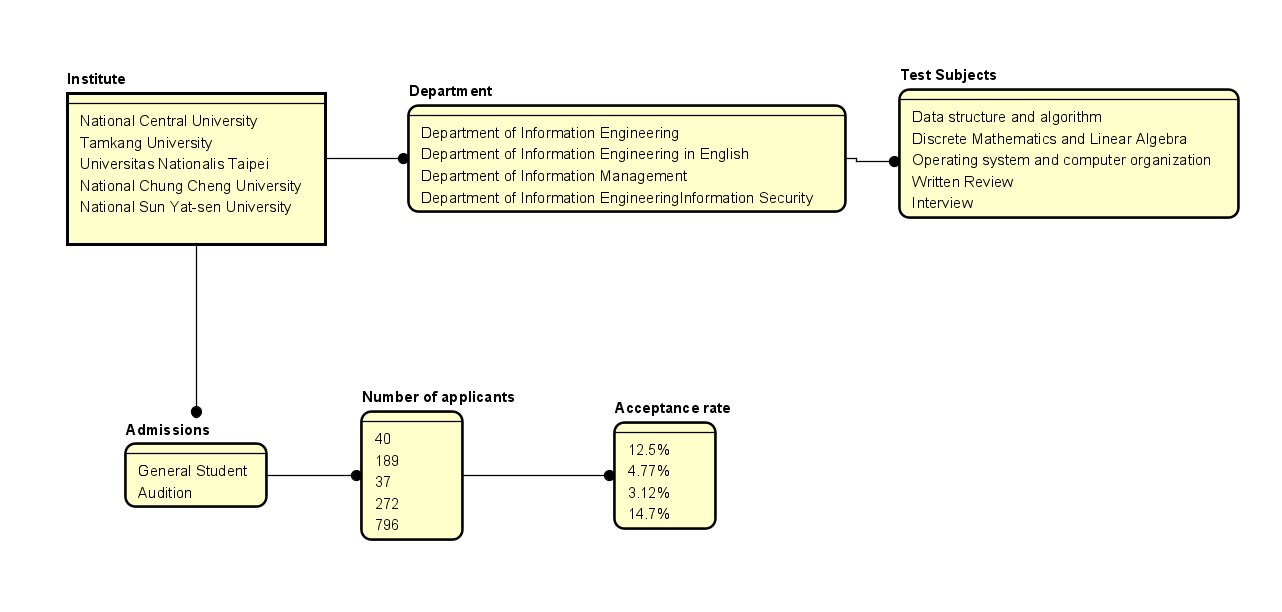 Institute
National Central University
Tamkang University
Universitas Nationalis Taipei
National Chung Cheng University
National Sun Yat-sen University
Department
Department of Information Engineering
Department of Information Engineering in English
Department of Information Management
Department of Information EngineeringInformation Security
Test Subjects
Data structure and algorithm
Discrete Mathematics and Linear Algebra
Operating system and computer organization
Written Review
Interview
Admissions
General Student
Audition
Number of applicants
40
189
37
272
796
Acceptance rate
12.5%
4.77%
3.12%
14.7%